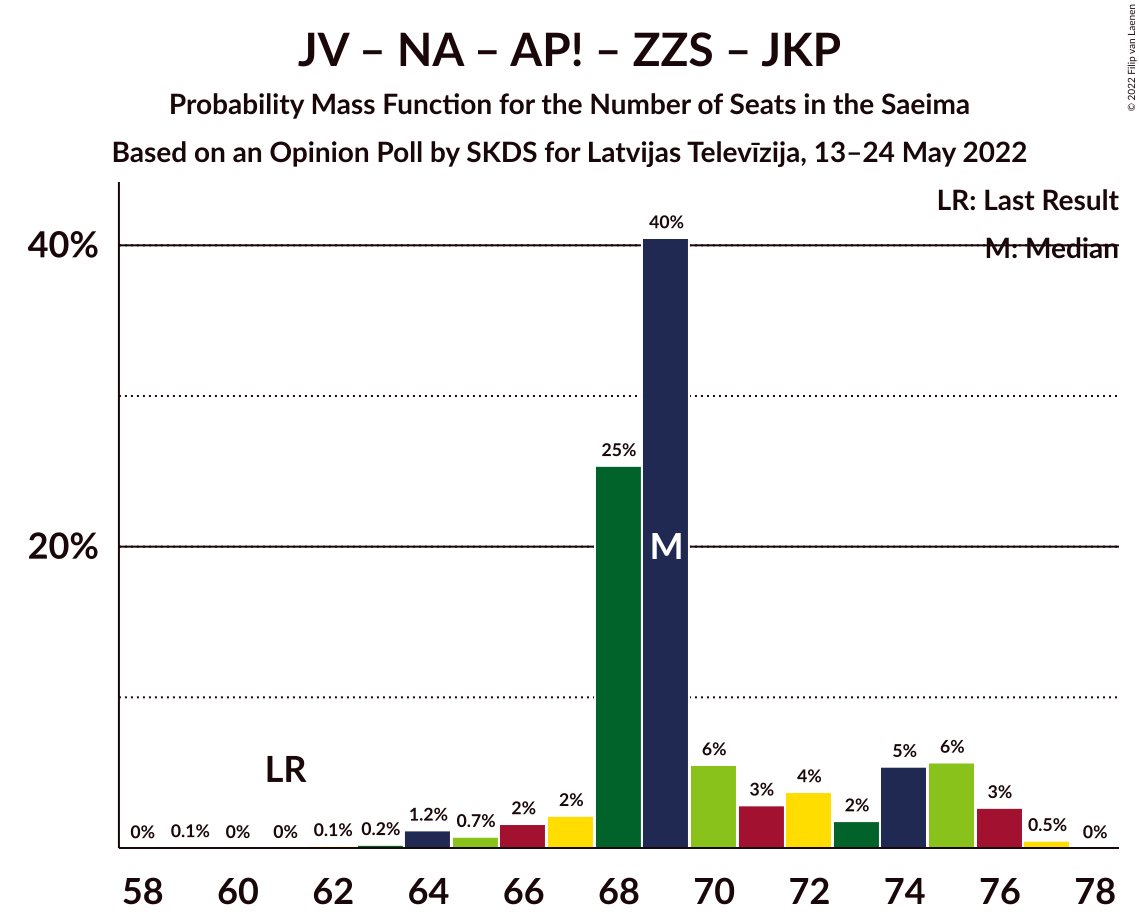 JV – NA – AP! – ZZS – JKP
Probability Mass Function for the Number of Seats in the Saeima
Based on an Opinion Poll by SKDS for Latvijas Televīzija, 13–24 May 2022
© 2022 Filip van Laenen
LR: Last Result
M: Median
40%
20%
LR
M
0%
0.1%
0%
0%
0.1%
0.2%
1.2%
0.7%
2%
2%
25%
40%
6%
3%
4%
2%
5%
6%
3%
0.5%
0%
58 60 62 64 66 68 70 72 74 76 78